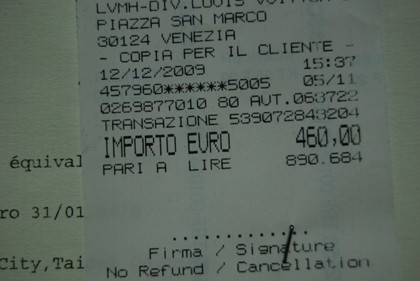 LVMH-DIV.LOUIS VUITTON
PIAZZA SAN MARCO
30124 VENEZIA
- COPIA PER IL CLIENTE -
12/12/2009 15:37
457960******5005 05/11
0269877010 80 AUT.063722
TRANSAZIONE 539072843204
IMPORTO EURO 460,00
PARI A LIRE 890.684
équival
ro 31/01
..............
Firma / Signature
City,Tai
No Refund / Cancellation